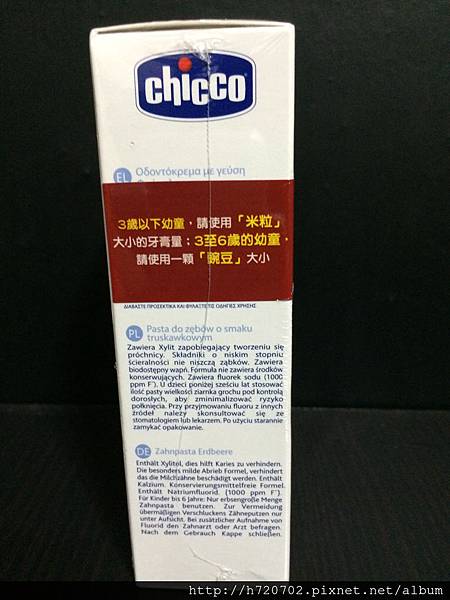 chicco
EL Οδοντόκρεμα με γεύση
3歲以下幼童，請使用「米粒」
大小的牙膏量；3至6歲的幼童，
請使用一顆「豌豆」大小
ΔΙΑΒΑΣΤΕ ΠΡΟΣΕΚΤΙΚΑ ΚΑΙ ΦΥΛΑΞΤΕ ΤΙΣ ΟΔΗΓΙΕΣ ΧΡΗΣΗΣ
PL Pasta do zębów o smaku
truskawkowym
Zawiera Xylit zapobiegający tworzeniu się
próchnicy. Składniki o niskim stopniu
ścieralności nie niszczą ząbków. Zawiera
biodostępny wapń. Formuła nie zawiera środków
konserwujących. Zawiera fluorek sodu (1000
ppm F⁻). U dzieci poniżej sześciu lat stosować
ilość pasty wielkości ziarnka grochu pod kontrolą
dorosłych, aby zminimalizować ryzyko
połknięcia. Przy przyjmowaniu fluoru z innych
źródeł należy skonsultować się ze
stomatologiem lub lekarzem. Po użyciu starannie
zamykać opakowanie.
DE Zahnpasta Erdbeere
Enthält Xylitol, dies hilft Karies zu verhindern.
Die besonders milde Abrieb Formel, verhindert
das die Milchzähne beschädigt werden. Enthält
Kalzium. Konservierungsmittelfreie Formel.
Enthält Natriumfluorid. (1000 ppm F⁻).
Für Kinder bis 6 Jahre: Nur erbsengroße Menge
Zahnpasta benutzen. Zur Vermeidung
übermäßigen Verschluckens Zähneputzen nur
unter Aufsicht. Bei zusätzlicher Aufnahme von
Fluorid den Zahnarzt oder Arzt befragen.
Nach dem Gebrauch Kappe schließen.
http://h720702.pixnet.net/album